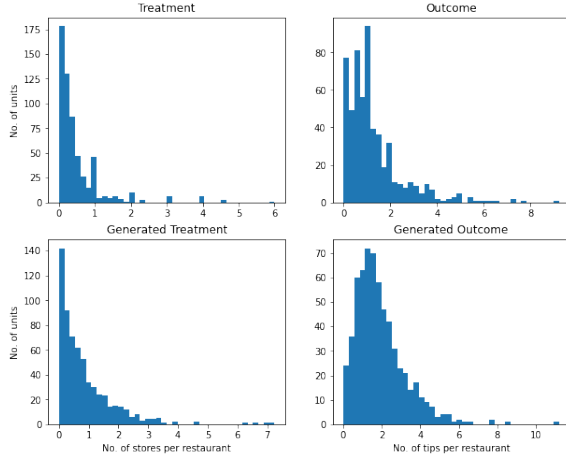 Treatment
Outcome
No. of units
175
150
125
100
75
50
25
0
0 1 2 3 4 5 6
80
60
40
20
0
0 2 4 6 8
Generated Treatment
Generated Outcome
No. of units
140
120
100
80
60
40
20
0
0 1 2 3 4 5 6 7
No. of stores per restaurant
70
60
50
40
30
20
10
0
0 2 4 6 8 10
No. of tips per restaurant